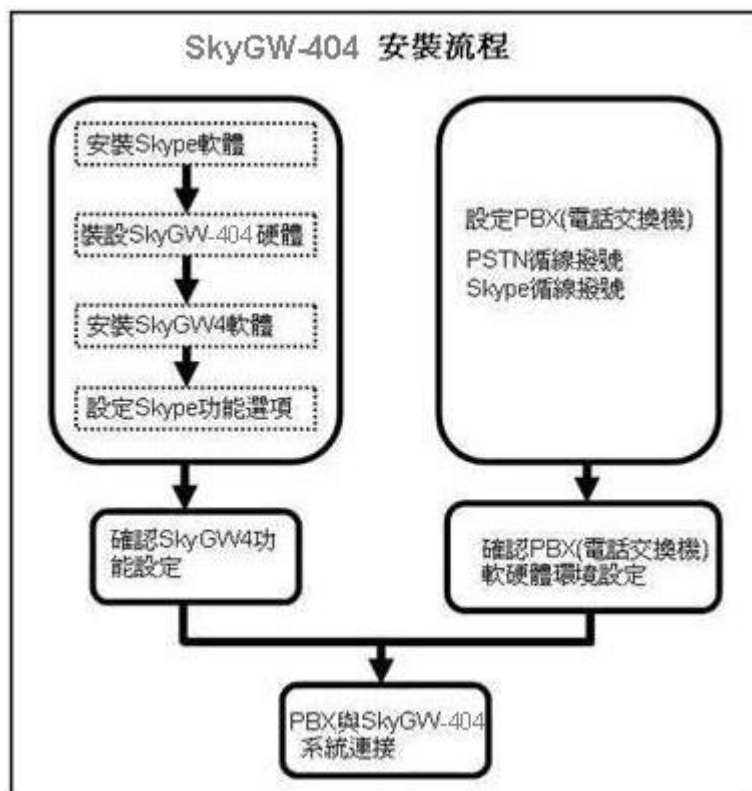 SkyGW-404 安裝流程
安裝Skype軟體
裝設SkyGW-404 硬體
安裝SkyGW4軟體
設定Skype功能選項
確認SkyGW4功
能設定
設定PBX(電話交換機)
PSTN循線撥號
Skype循線撥號
確認PBX(電話交換機)
軟硬體環境設定
PBX與SkyGW-404
系統連接